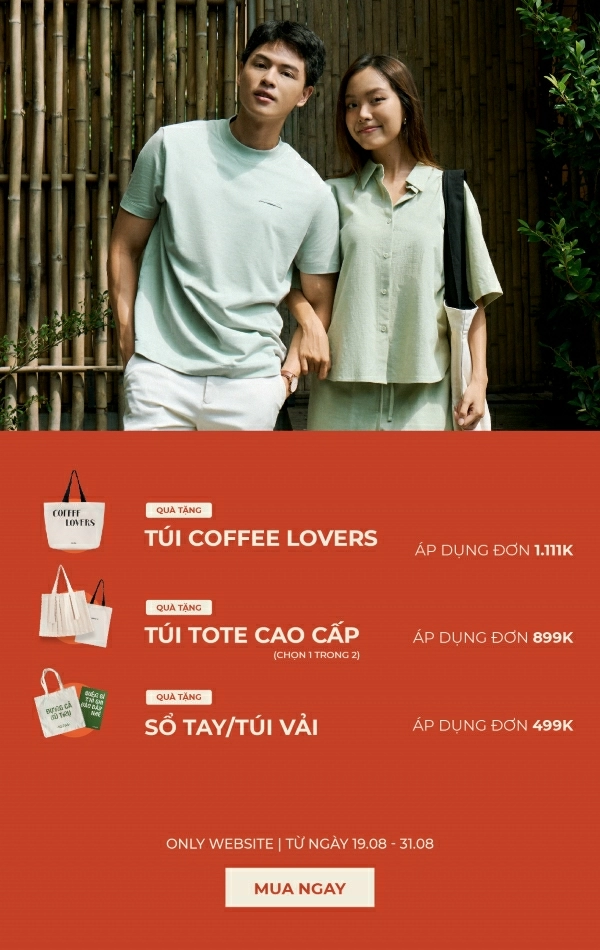 COFFEE
LOVERS
QUÀ TẶNG
TÚI COFFEE LOVERS
ÁP DỤNG ĐƠN 1.111K
QUÀ TẶNG
TÚI TOTE CAO CẤP
(CHỌN 1 TRONG 2)
ÁP DỤNG ĐƠN 899K
QUÀ TẶNG
SỔ TAY/TÚI VẢI
ÁP DỤNG ĐƠN 499K
ONLY WEBSITE | TỪ NGÀY 19.08 - 31.08
MUA NGAY